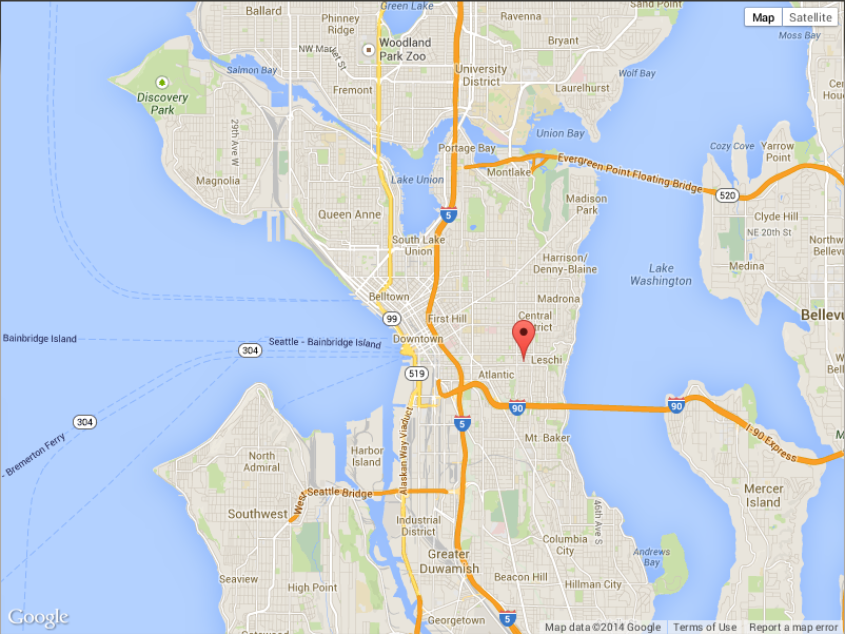 Ballard
Phinney
Ridge
Green Lake
Ravenna
Sand Point
Map
Satellite
Moss Bay
NW Mar
Woodland
Park Zoo
Bryant
Salmon Bay
Discovery
Park
Fremont
University
District
Laurelhurst
Wolf Bay
29th Ave W
Union Bay
Portage Bay
Montlake
Evergreen Point Floating Bridge
Cozy Cove
Yarrow
Point
520
Magnolia
Lake Union
Queen Anne
5
Madison
Park
Clyde Hill
NE 20th St
South Lake
Union
Harrison/
Denny-Blaine
Lake
Washington
Medina
Belltown
Madrona
99
First Hill
Central
Bainbridge Island
Seattle - Bainbridge Island
Downtown
304
Leschi
519
Atlantic
90
90
304
5
I-90 Express
- Bremerton Ferry
Alaskan Way Viaduct
Mt. Baker
North
Admiral
Harbor
Island
West Seattle Bridge
Mercer
Island
Southwest
Industrial
District
46th Ave S
Columbia
City
Greater
Duwamish
Andrews
Bay
Seaview
High Point
Beacon Hill
Hillman City
Georgetown
5
Google
Map data ©2014 Google
Terms of Use
Report a map error